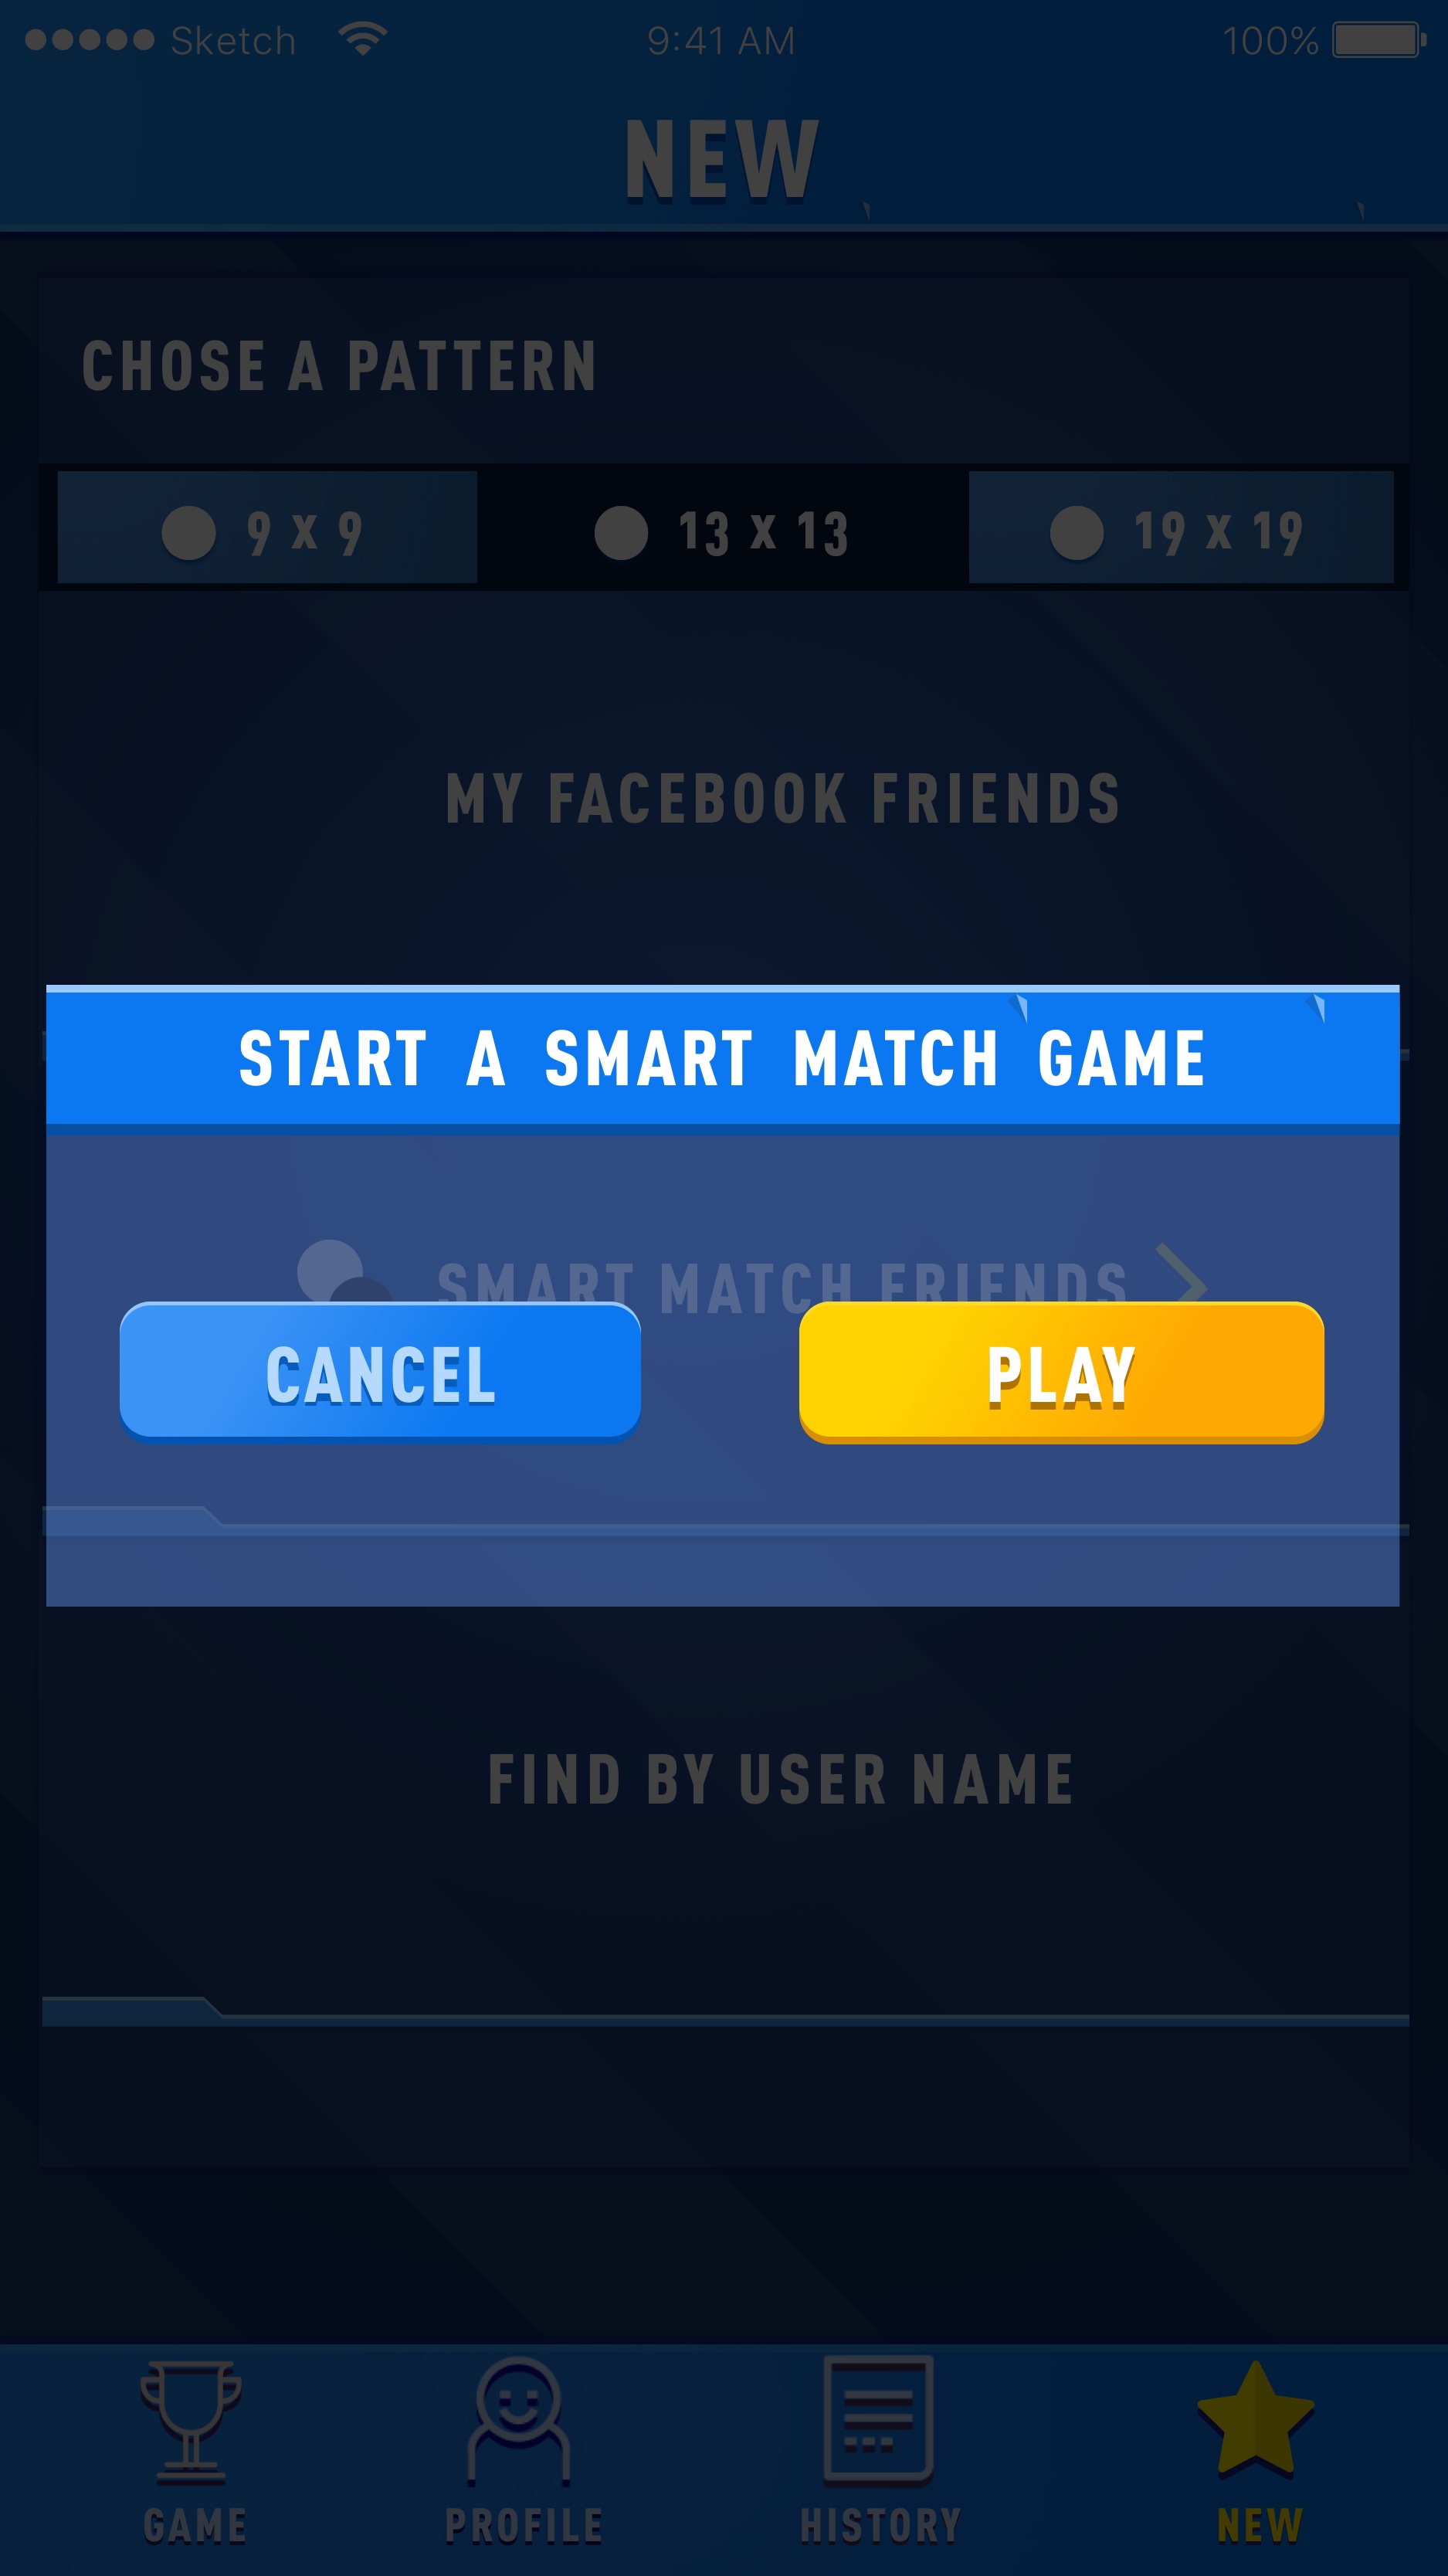 Sketch 9:41 AM 100%
NEW
CHOSE A PATTERN
9 X 9 13 X 13 19 X 19
MY FACEBOOK FRIENDS
START A SMART MATCH GAME
SMART MATCH FRIENDS
CANCEL PLAY
FIND BY USER NAME
GAME PROFILE HISTORY NEW